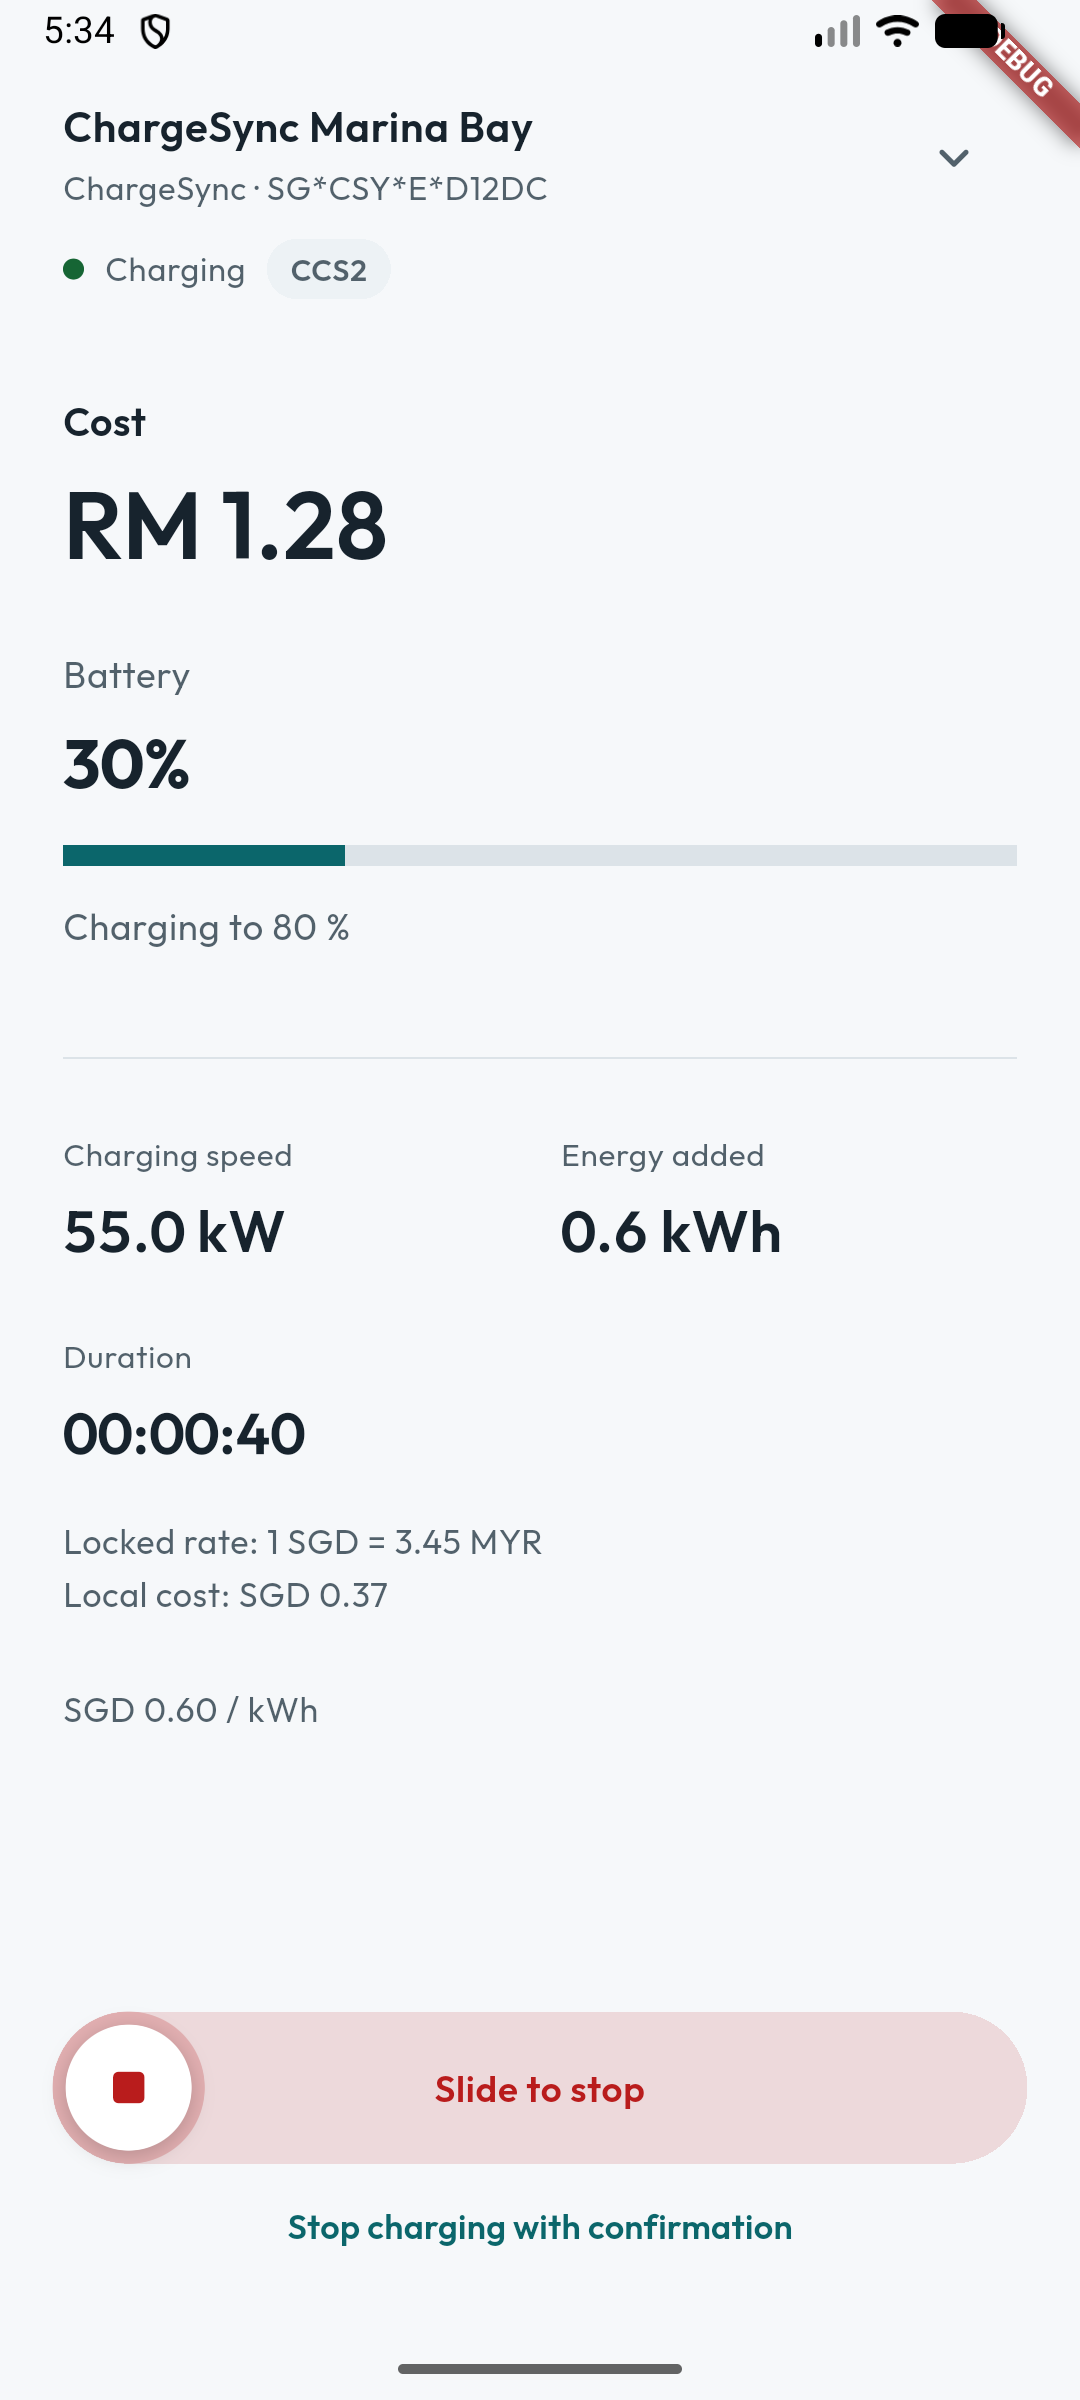 5:34
DEBUG
ChargeSync Marina Bay
ChargeSync · SG*CSY*E*D12DC
Charging
CCS2
Cost
RM 1.28
Battery
30%
Charging to 80 %
Charging speed
Energy added
55.0 kW
0.6 kWh
Duration
00:00:40
Locked rate: 1 SGD = 3.45 MYR
Local cost: SGD 0.37
SGD 0.60 / kWh
Slide to stop
Stop charging with confirmation